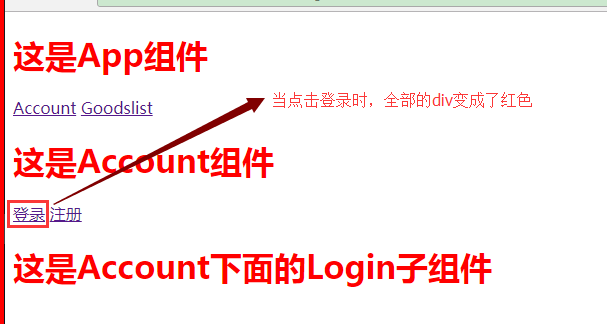 这是App组件
Account Goodslist
当点击登录时，全部的div变成了红色
这是Account组件
登录 注册
这是Account下面的Login子组件